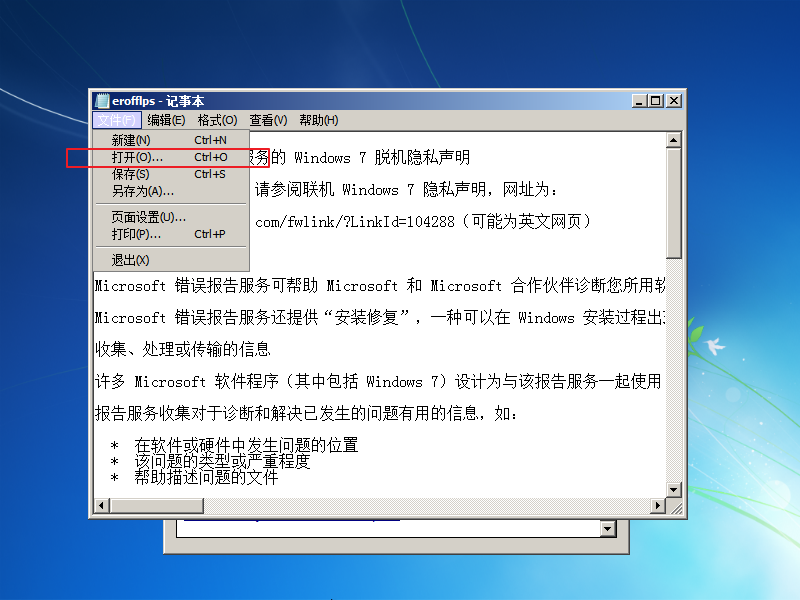 erofflps - 记事本
文件(F) 编辑(E) 格式(O) 查看(V) 帮助(H)
新建(N) Ctrl+N
打开(O)... Ctrl+O
保存(S) Ctrl+S
另存为(A)...
页面设置(U)...
打印(P)... Ctrl+P
退出(X)
服务的 Windows 7 脱机隐私声明
请参阅联机 Windows 7 隐私声明，网址为：
com/fwlink/?LinkId=104288（可能为英文网页）
Microsoft 错误报告服务可帮助 Microsoft 和 Microsoft 合作伙伴诊断您所用软
Microsoft 错误报告服务还提供“安装修复”，一种可以在 Windows 安装过程出
收集、处理或传输的信息
许多 Microsoft 软件程序（其中包括 Windows 7）设计为与该报告服务一起使用
报告服务收集对于诊断和解决已发生的问题有用的信息，如：
* 在软件或硬件中发生问题的位置
* 该问题的类型或严重程度
* 帮助描述问题的文件